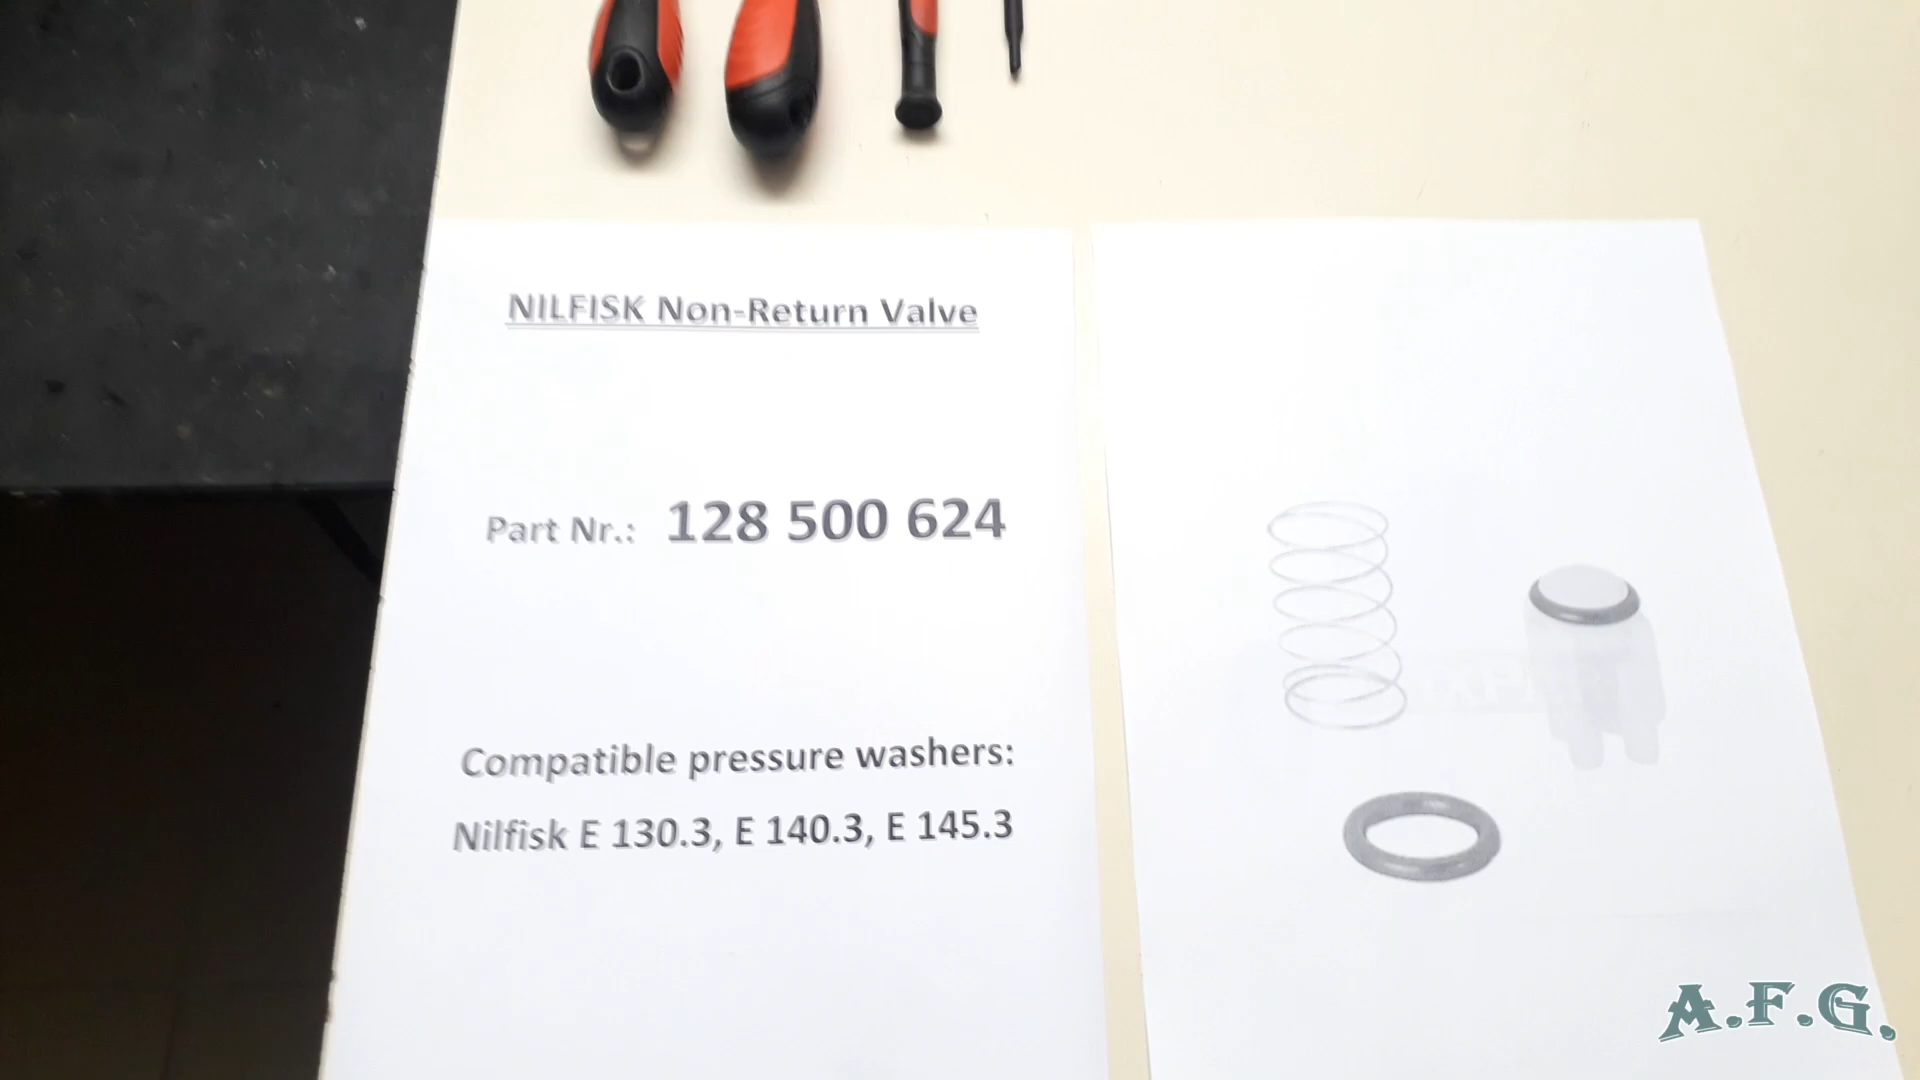 NILFISK Non-Return Valve
Part Nr.: 128 500 624
Compatible pressure washers:
Nilfisk E 130.3, E 140.3, E 145.3
A.F.G.